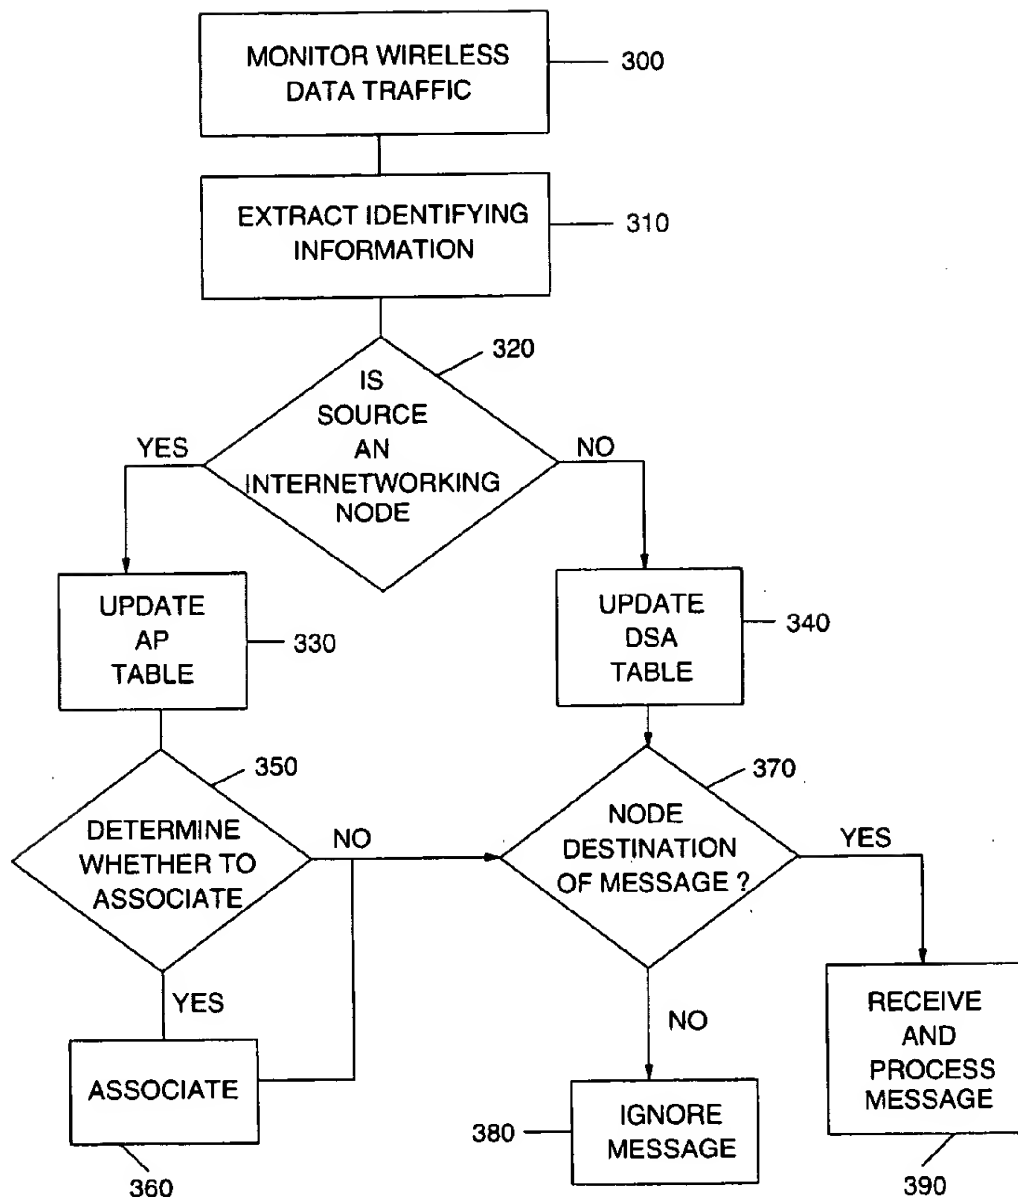 MONITOR WIRELESS
DATA TRAFFIC
300
EXTRACT IDENTIFYING
INFORMATION
310
320
IS
SOURCE
AN
INTERNETWORKING
NODE
YES
NO
UPDATE
AP
TABLE
330
UPDATE
DSA
TABLE
340
350
DETERMINE
WHETHER TO
ASSOCIATE
NO
370
NODE
DESTINATION
OF MESSAGE ?
YES
YES
ASSOCIATE
360
NO
380
IGNORE
MESSAGE
RECEIVE
AND
PROCESS
MESSAGE
390